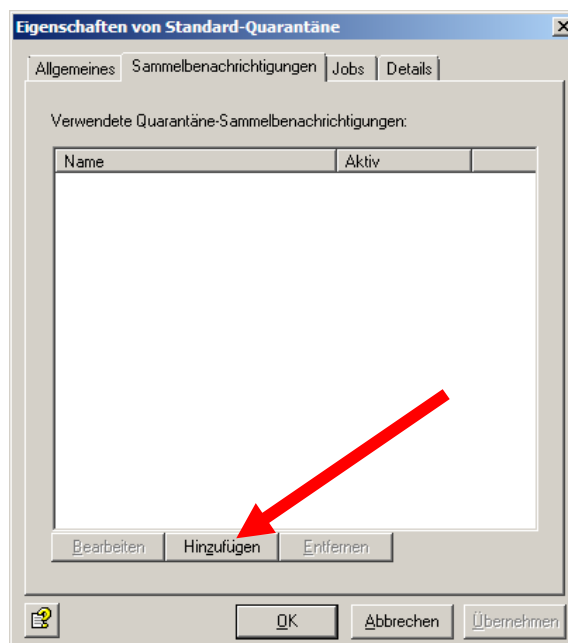 Eigenschaften von Standard-Quarantäne
Allgemeines Sammelbenachrichtigungen Jobs Details
Verwendete Quarantäne-Sammelbenachrichtigungen:
Name Aktiv
Bearbeiten Hinzufügen Entfernen
OK Abbrechen Übernehmen